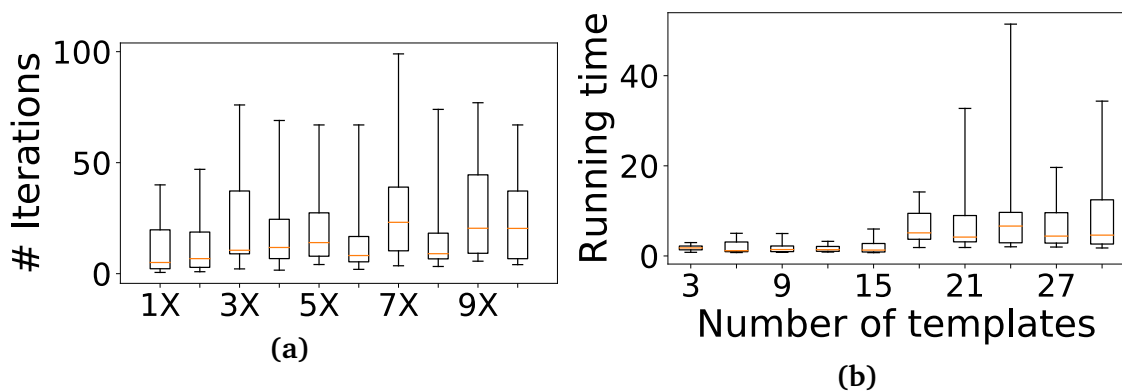 # Iterations
100
50
0
1X 3X 5X 7X 9X
(a)
Running time
40
20
0
3 9 15 21 27
Number of templates
(b)